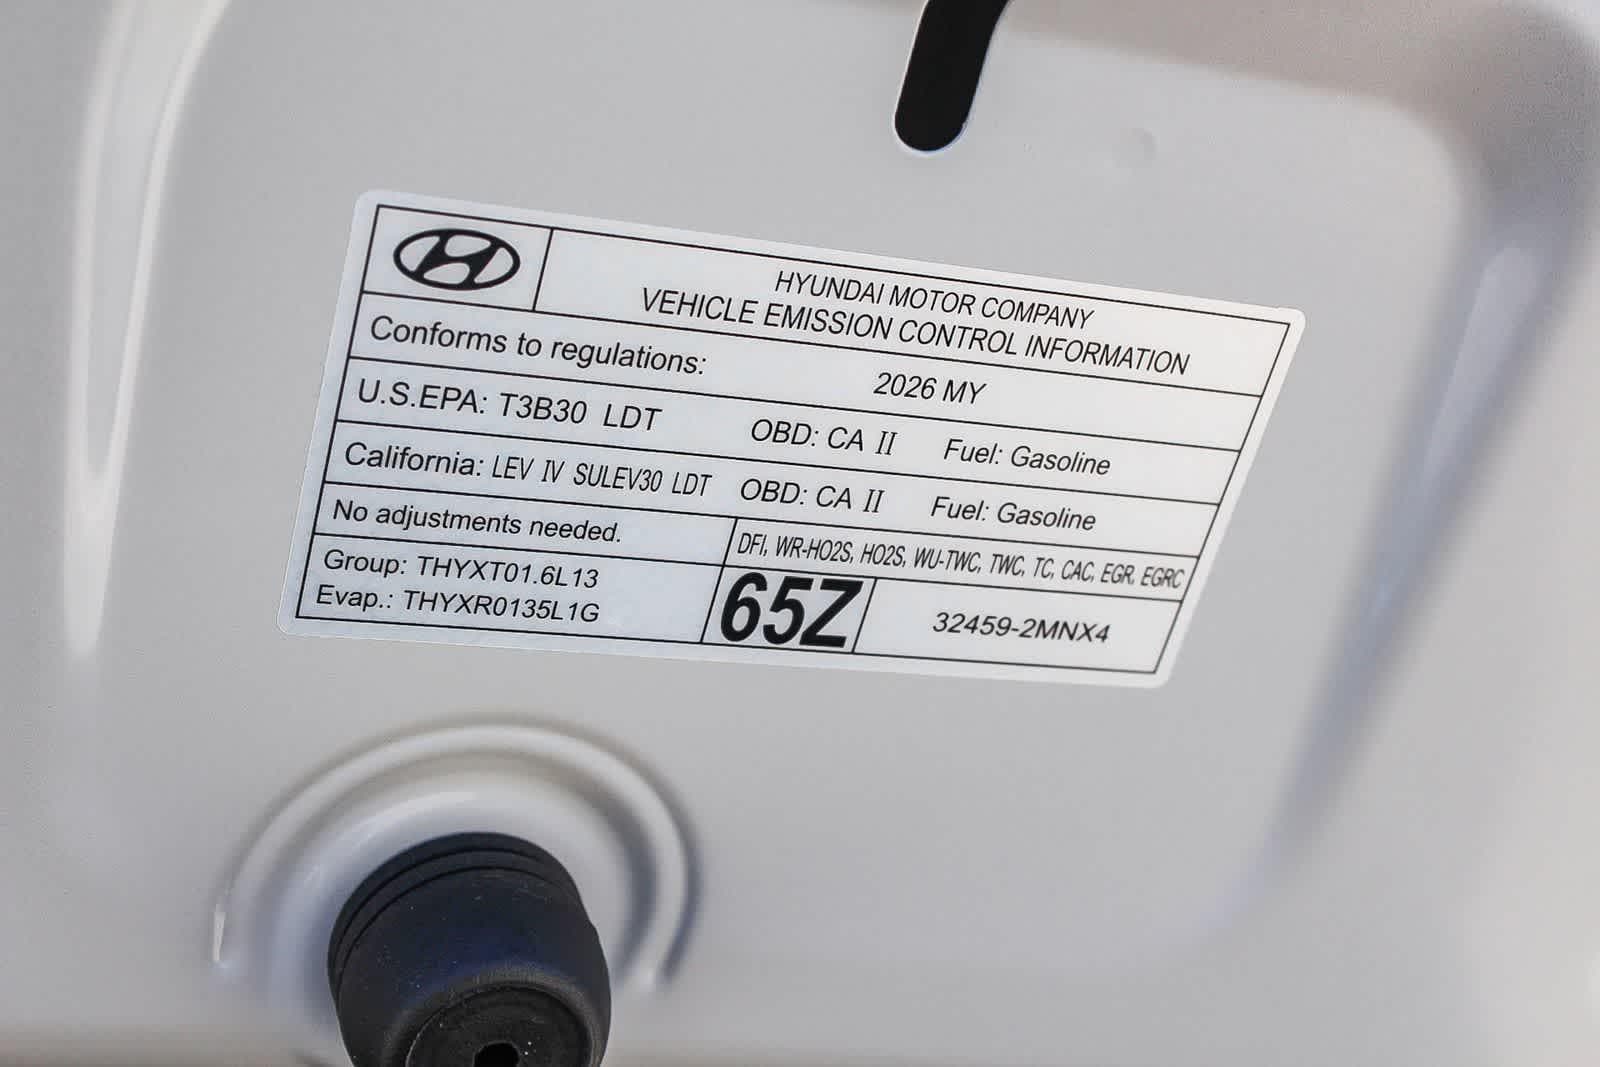 HYUNDAI MOTOR COMPANY
VEHICLE EMISSION CONTROL INFORMATION
Conforms to regulations: 2026 MY
U.S.EPA: T3B30 LDT OBD: CA II Fuel: Gasoline
California: LEV IV SULEV30 LDT OBD: CA II Fuel: Gasoline
No adjustments needed.
DFI, WR-HO2S, HO2S, WU-TWC, TWC, TC, CAC, EGR, EGRC
Group: THYXT01.6L13
Evap.: THYXR0135L1G
65Z
32459-2MNX4